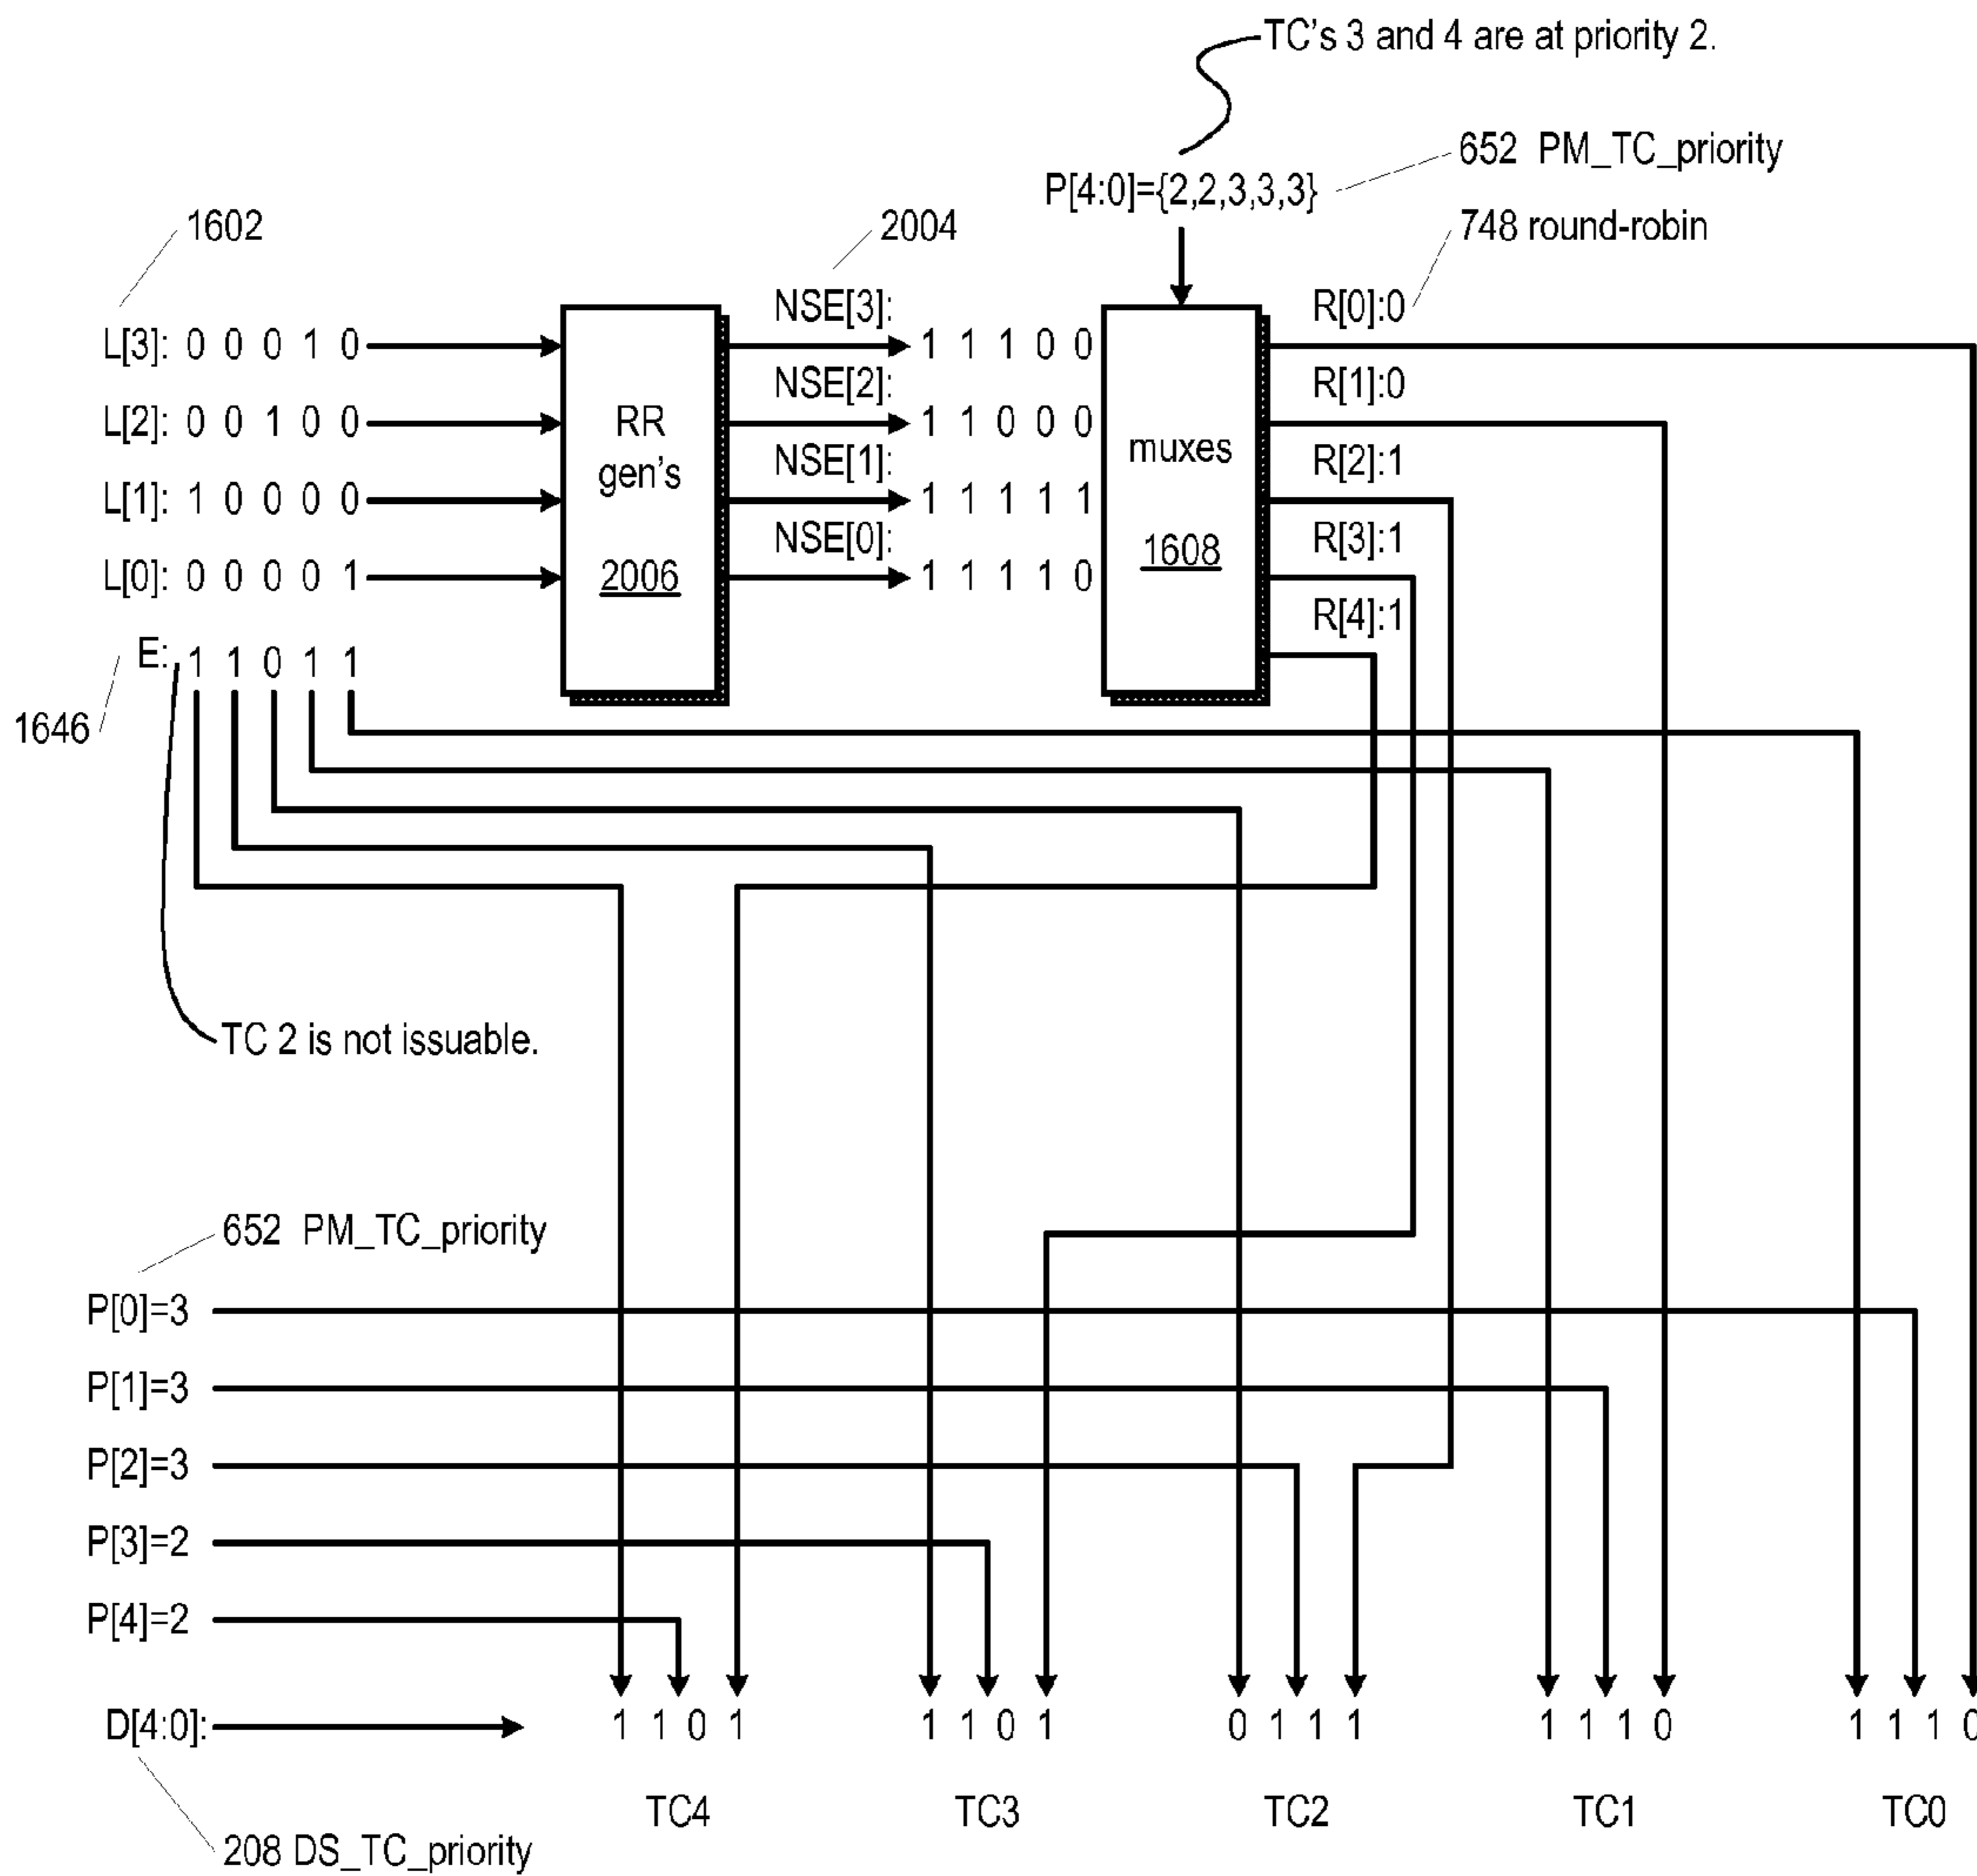 TC's 3 and 4 are at priority 2.
652 PM_TC_priority
P[4:0]={2,2,3,3,3}
1602
2004
748 round-robin
NSE[3]:
R[0]:0
L[3]: 0 0 0 1 0
1 1 1 0 0
NSE[2]:
R[1]:0
L[2]: 0 0 1 0 0
RR
1 1 0 0 0
muxes
NSE[1]:
R[2]:1
gen's
L[1]: 1 0 0 0 0
1 1 1 1 1
NSE[0]:
R[3]:1
1608
L[0]: 0 0 0 0 1
2006
1 1 1 1 0
R[4]:1
E: 1 1 0 1 1
1646
TC 2 is not issuable.
652 PM_TC_priority
P[0]=3
P[1]=3
P[2]=3
P[3]=2
P[4]=2
D[4:0]: 1 1 0 1 1 1 0 1 0 1 1 1 1 1 1 0 1 1 1 0
TC4 TC3 TC2 TC1 TC0
208 DS_TC_priority